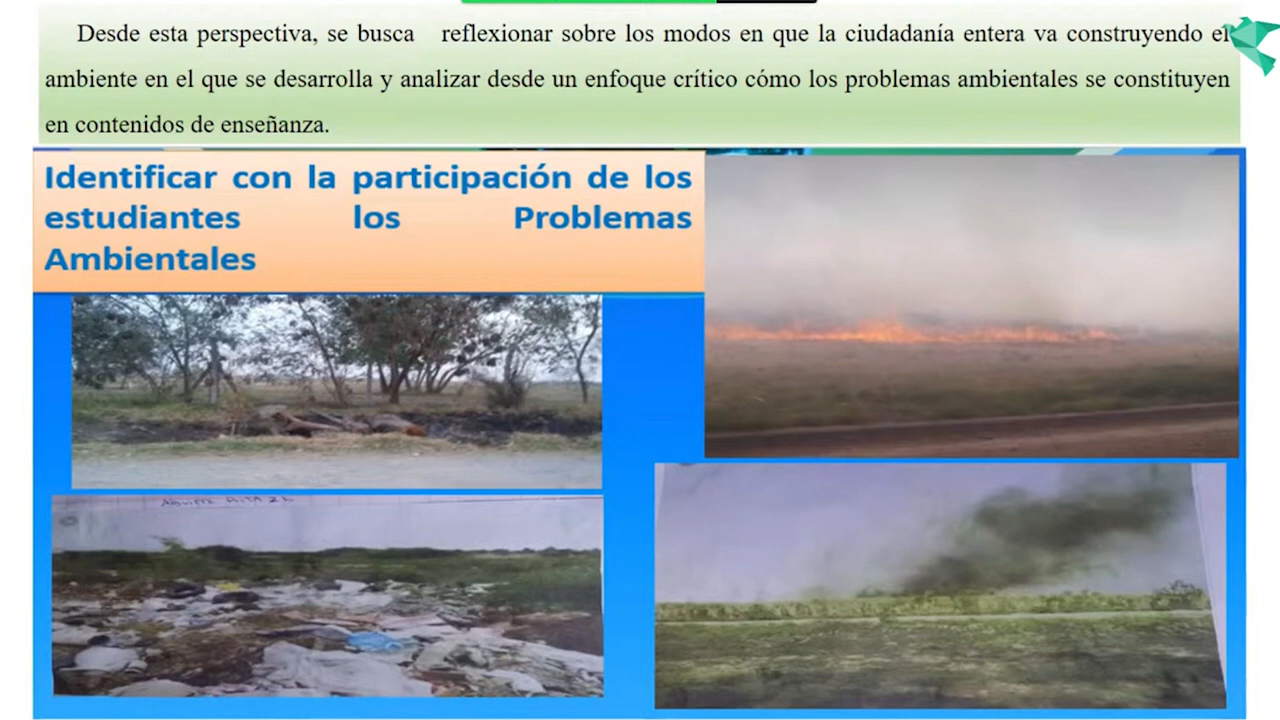 Desde esta perspectiva, se busca reflexionar sobre los modos en que la ciudadanía entera va construyendo el
ambiente en el que se desarrolla y analizar desde un enfoque crítico cómo los problemas ambientales se constituyen
en contenidos de enseñanza.
Identificar con la participación de los
estudiantes los Problemas
Ambientales